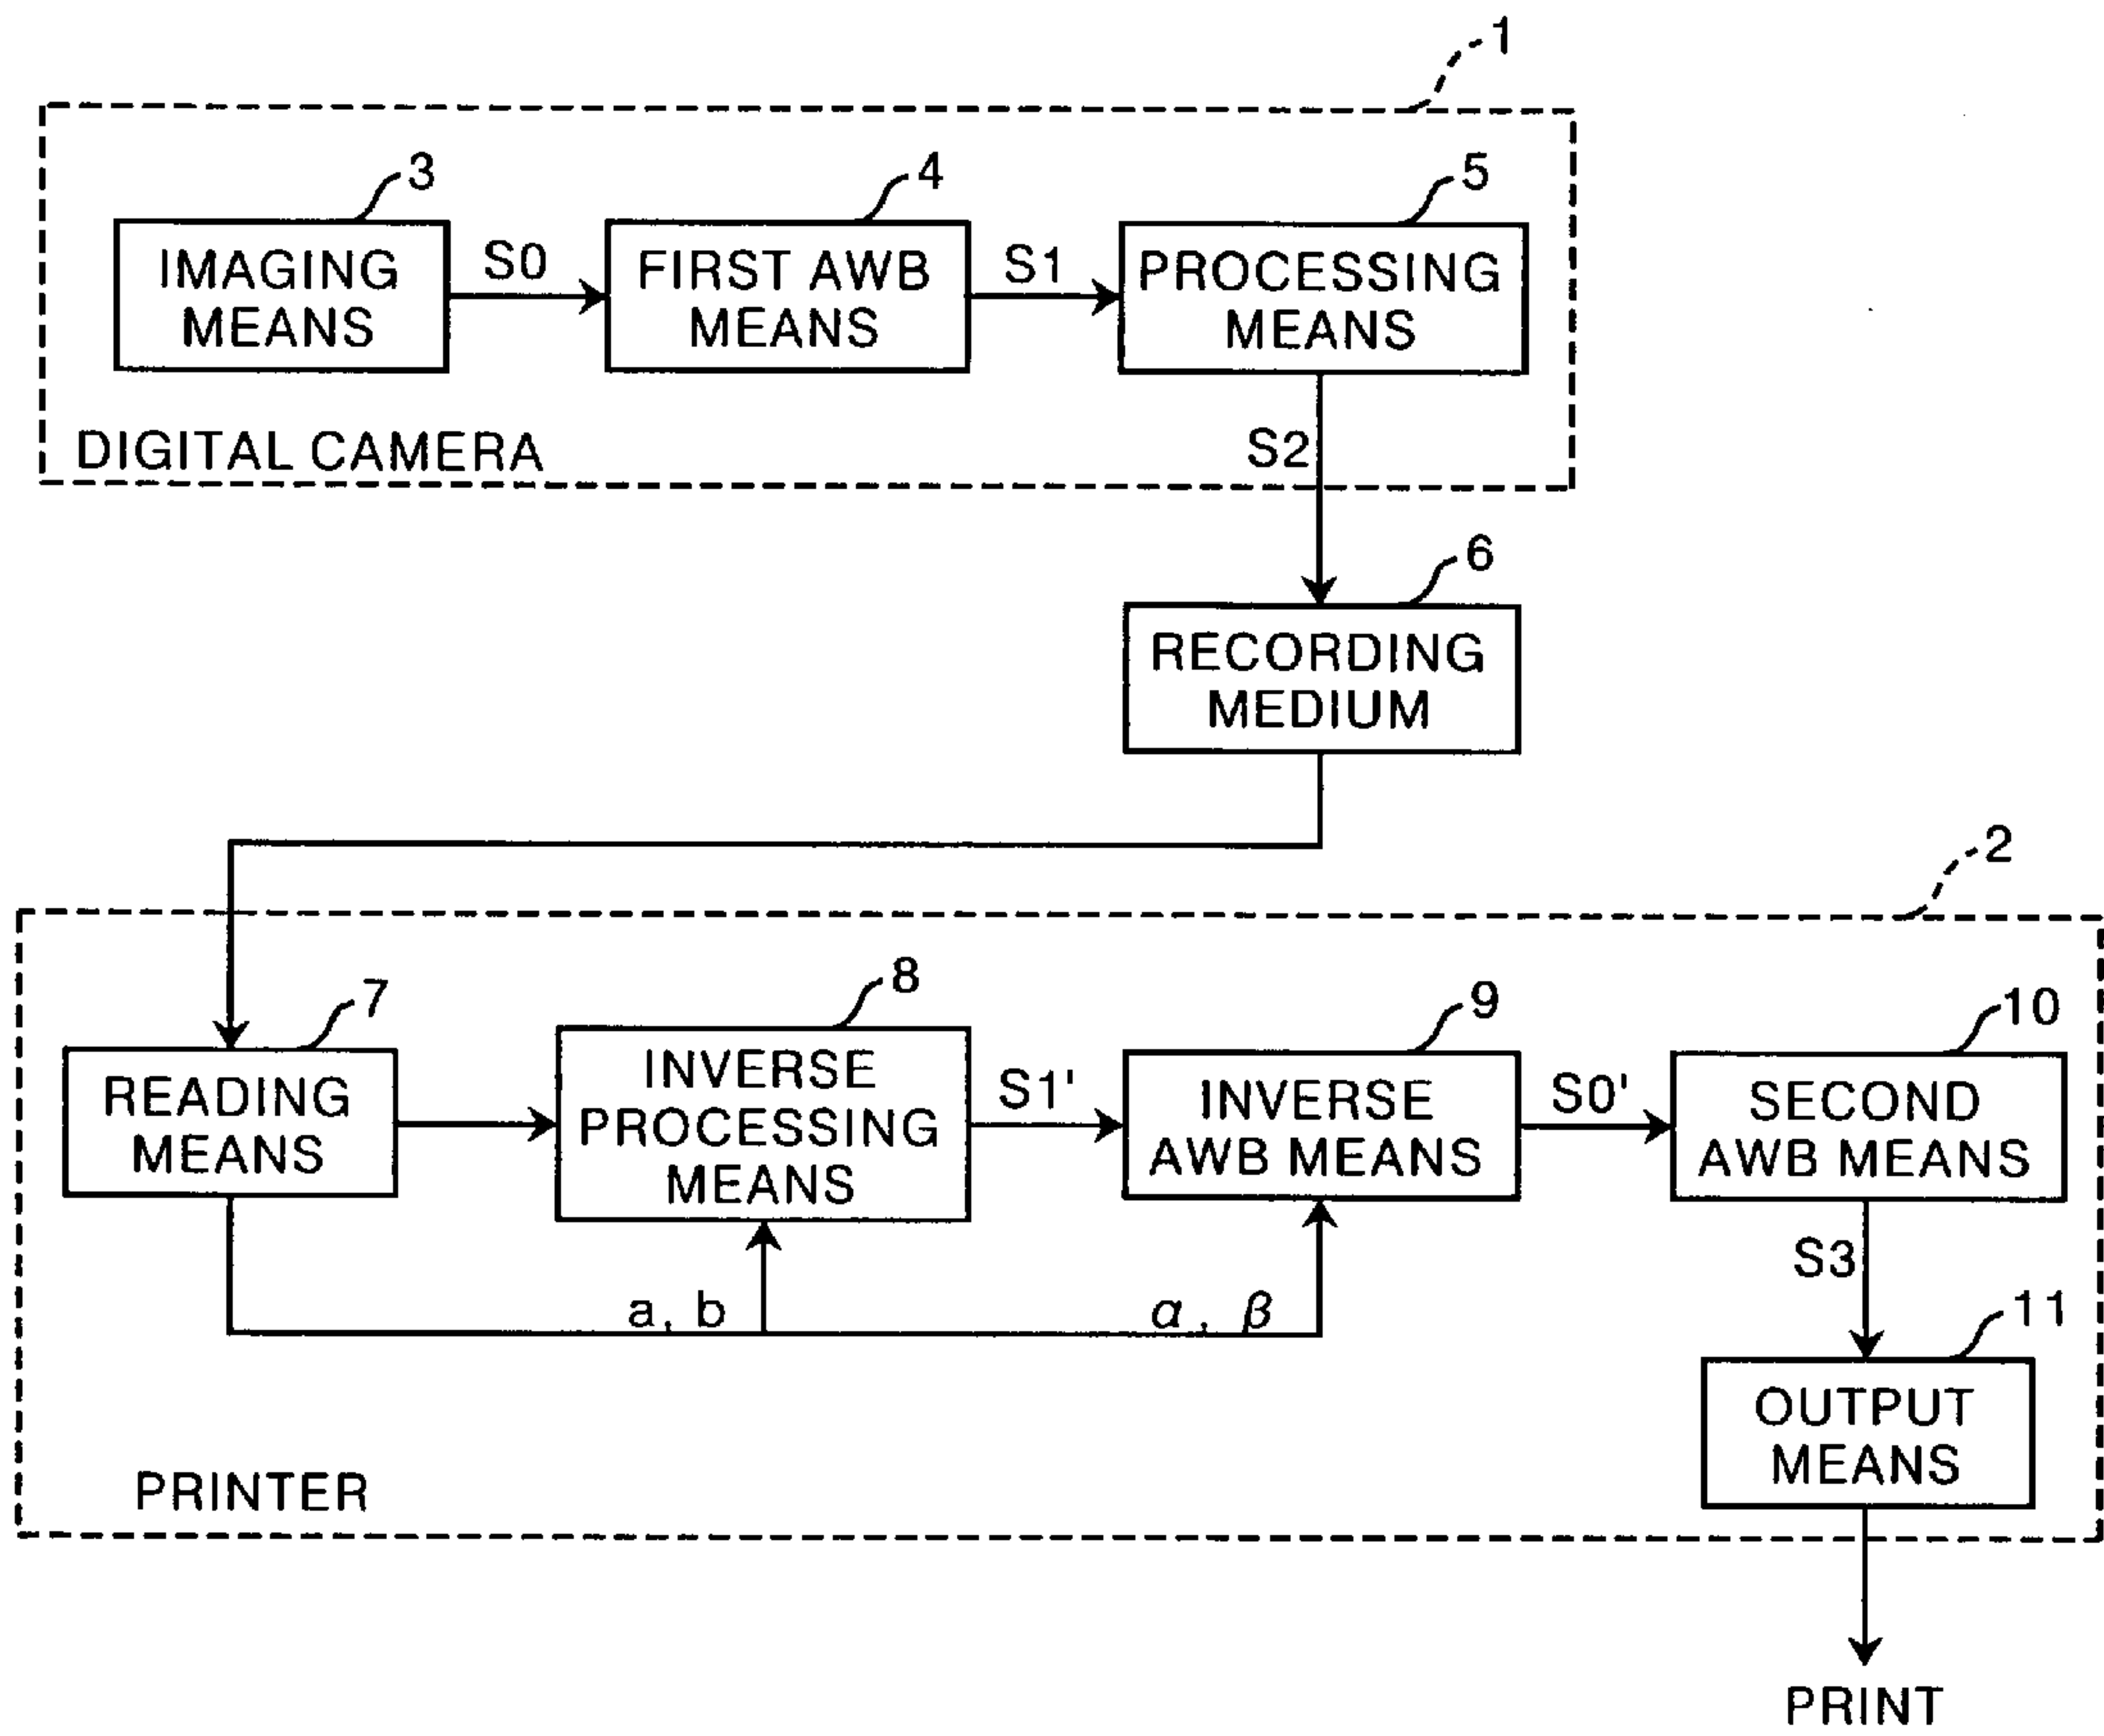 1
3
4
5
IMAGING
MEANS
S0
FIRST AWB
MEANS
S1
PROCESSING
MEANS
DIGITAL CAMERA
S2
6
RECORDING
MEDIUM
2
7
8
9
10
READING
MEANS
INVERSE
PROCESSING
MEANS
S1'
INVERSE
AWB MEANS
S0'
SECOND
AWB MEANS
a, b
α, β
S3
11
OUTPUT
MEANS
PRINTER
PRINT